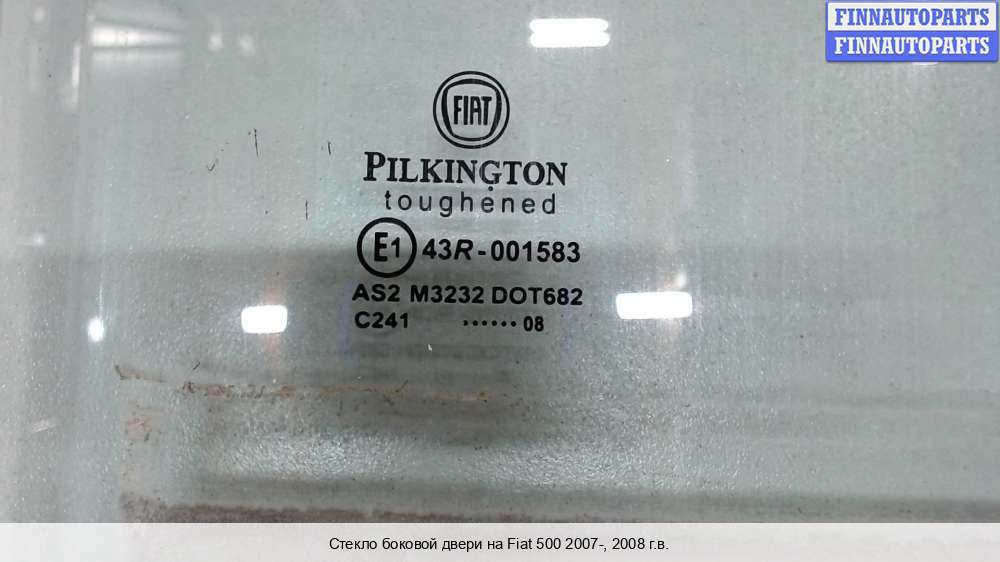 FINNAUTOPARTS
FINNAUTOPARTS
FIAT
PILKINGTON
toughened
E1 43R-001583
AS2 M3232 DOT682
C241 ...... 08
Стекло боковой двери на Fiat 500 2007-, 2008 г.в.